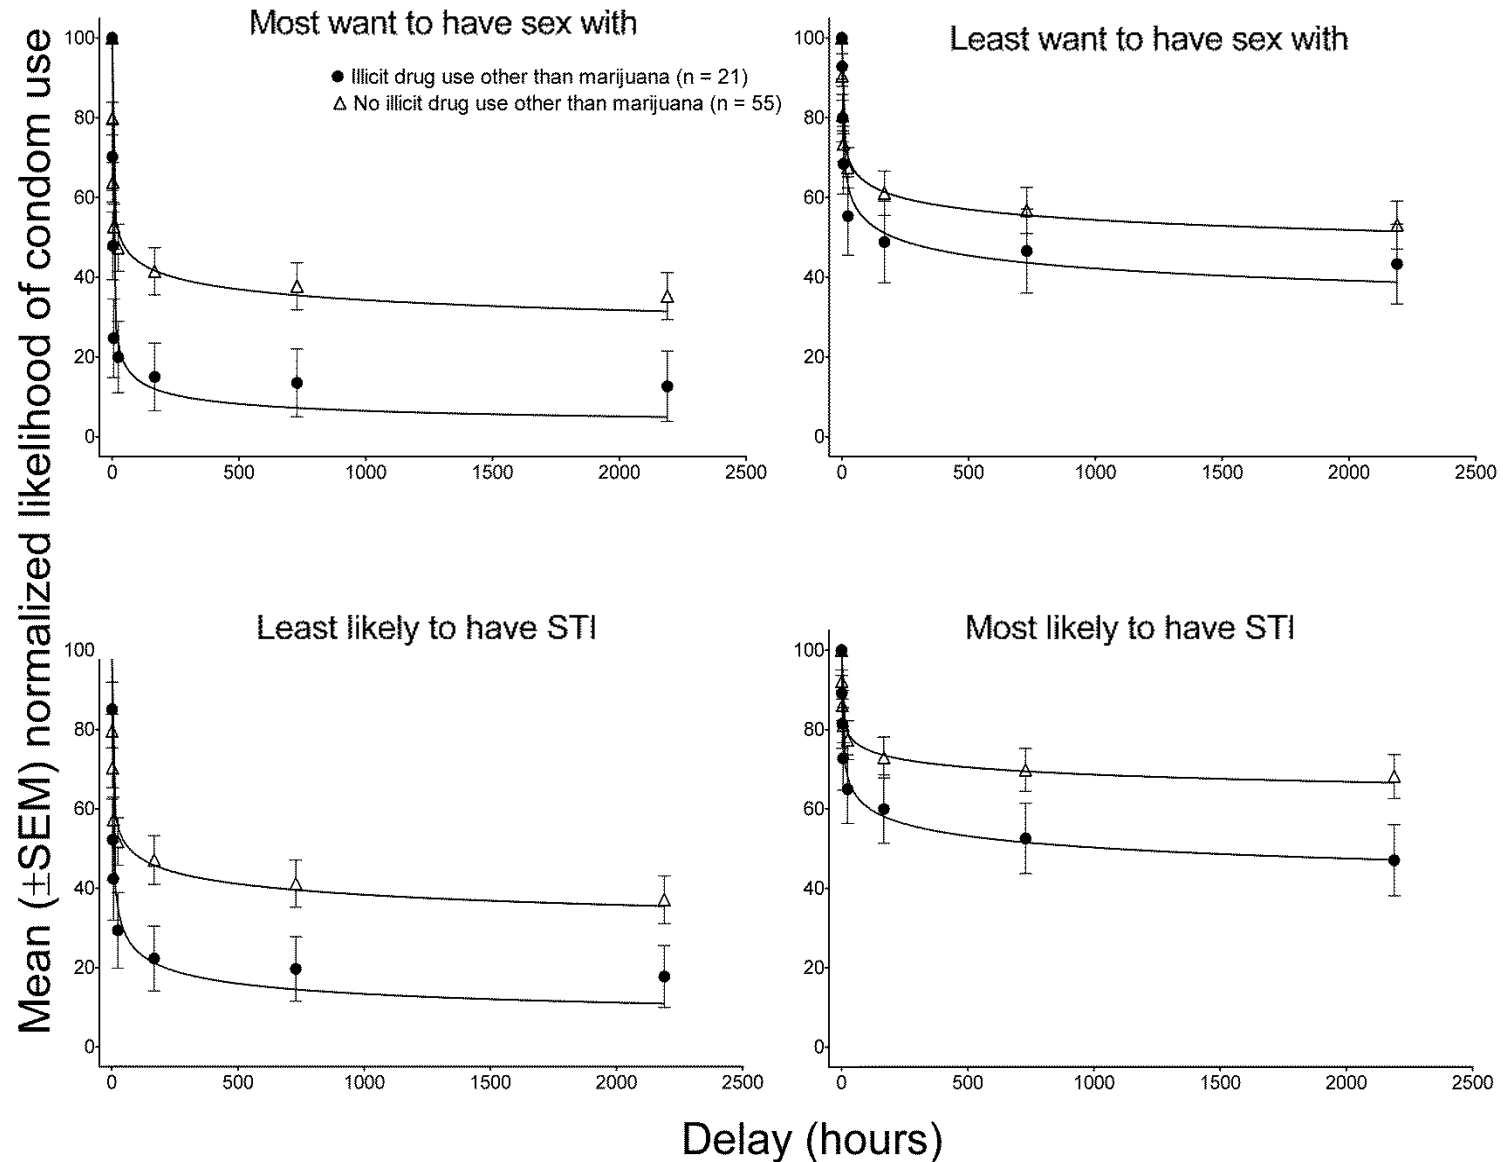 Mean (±SEM) normalized likelihood of condom use
Most want to have sex with
Illicit drug use other than marijuana (n = 21)
No illicit drug use other than marijuana (n = 55)
100
80
60
40
20
0
0 500 1000 1500 2000 2500
Least want to have sex with
100
80
60
40
20
0
0 500 1000 1500 2000 2500
Least likely to have STI
100
80
60
40
20
0
0 500 1000 1500 2000 2500
Most likely to have STI
100
80
60
40
20
0
0 500 1000 1500 2000 2500
Delay (hours)